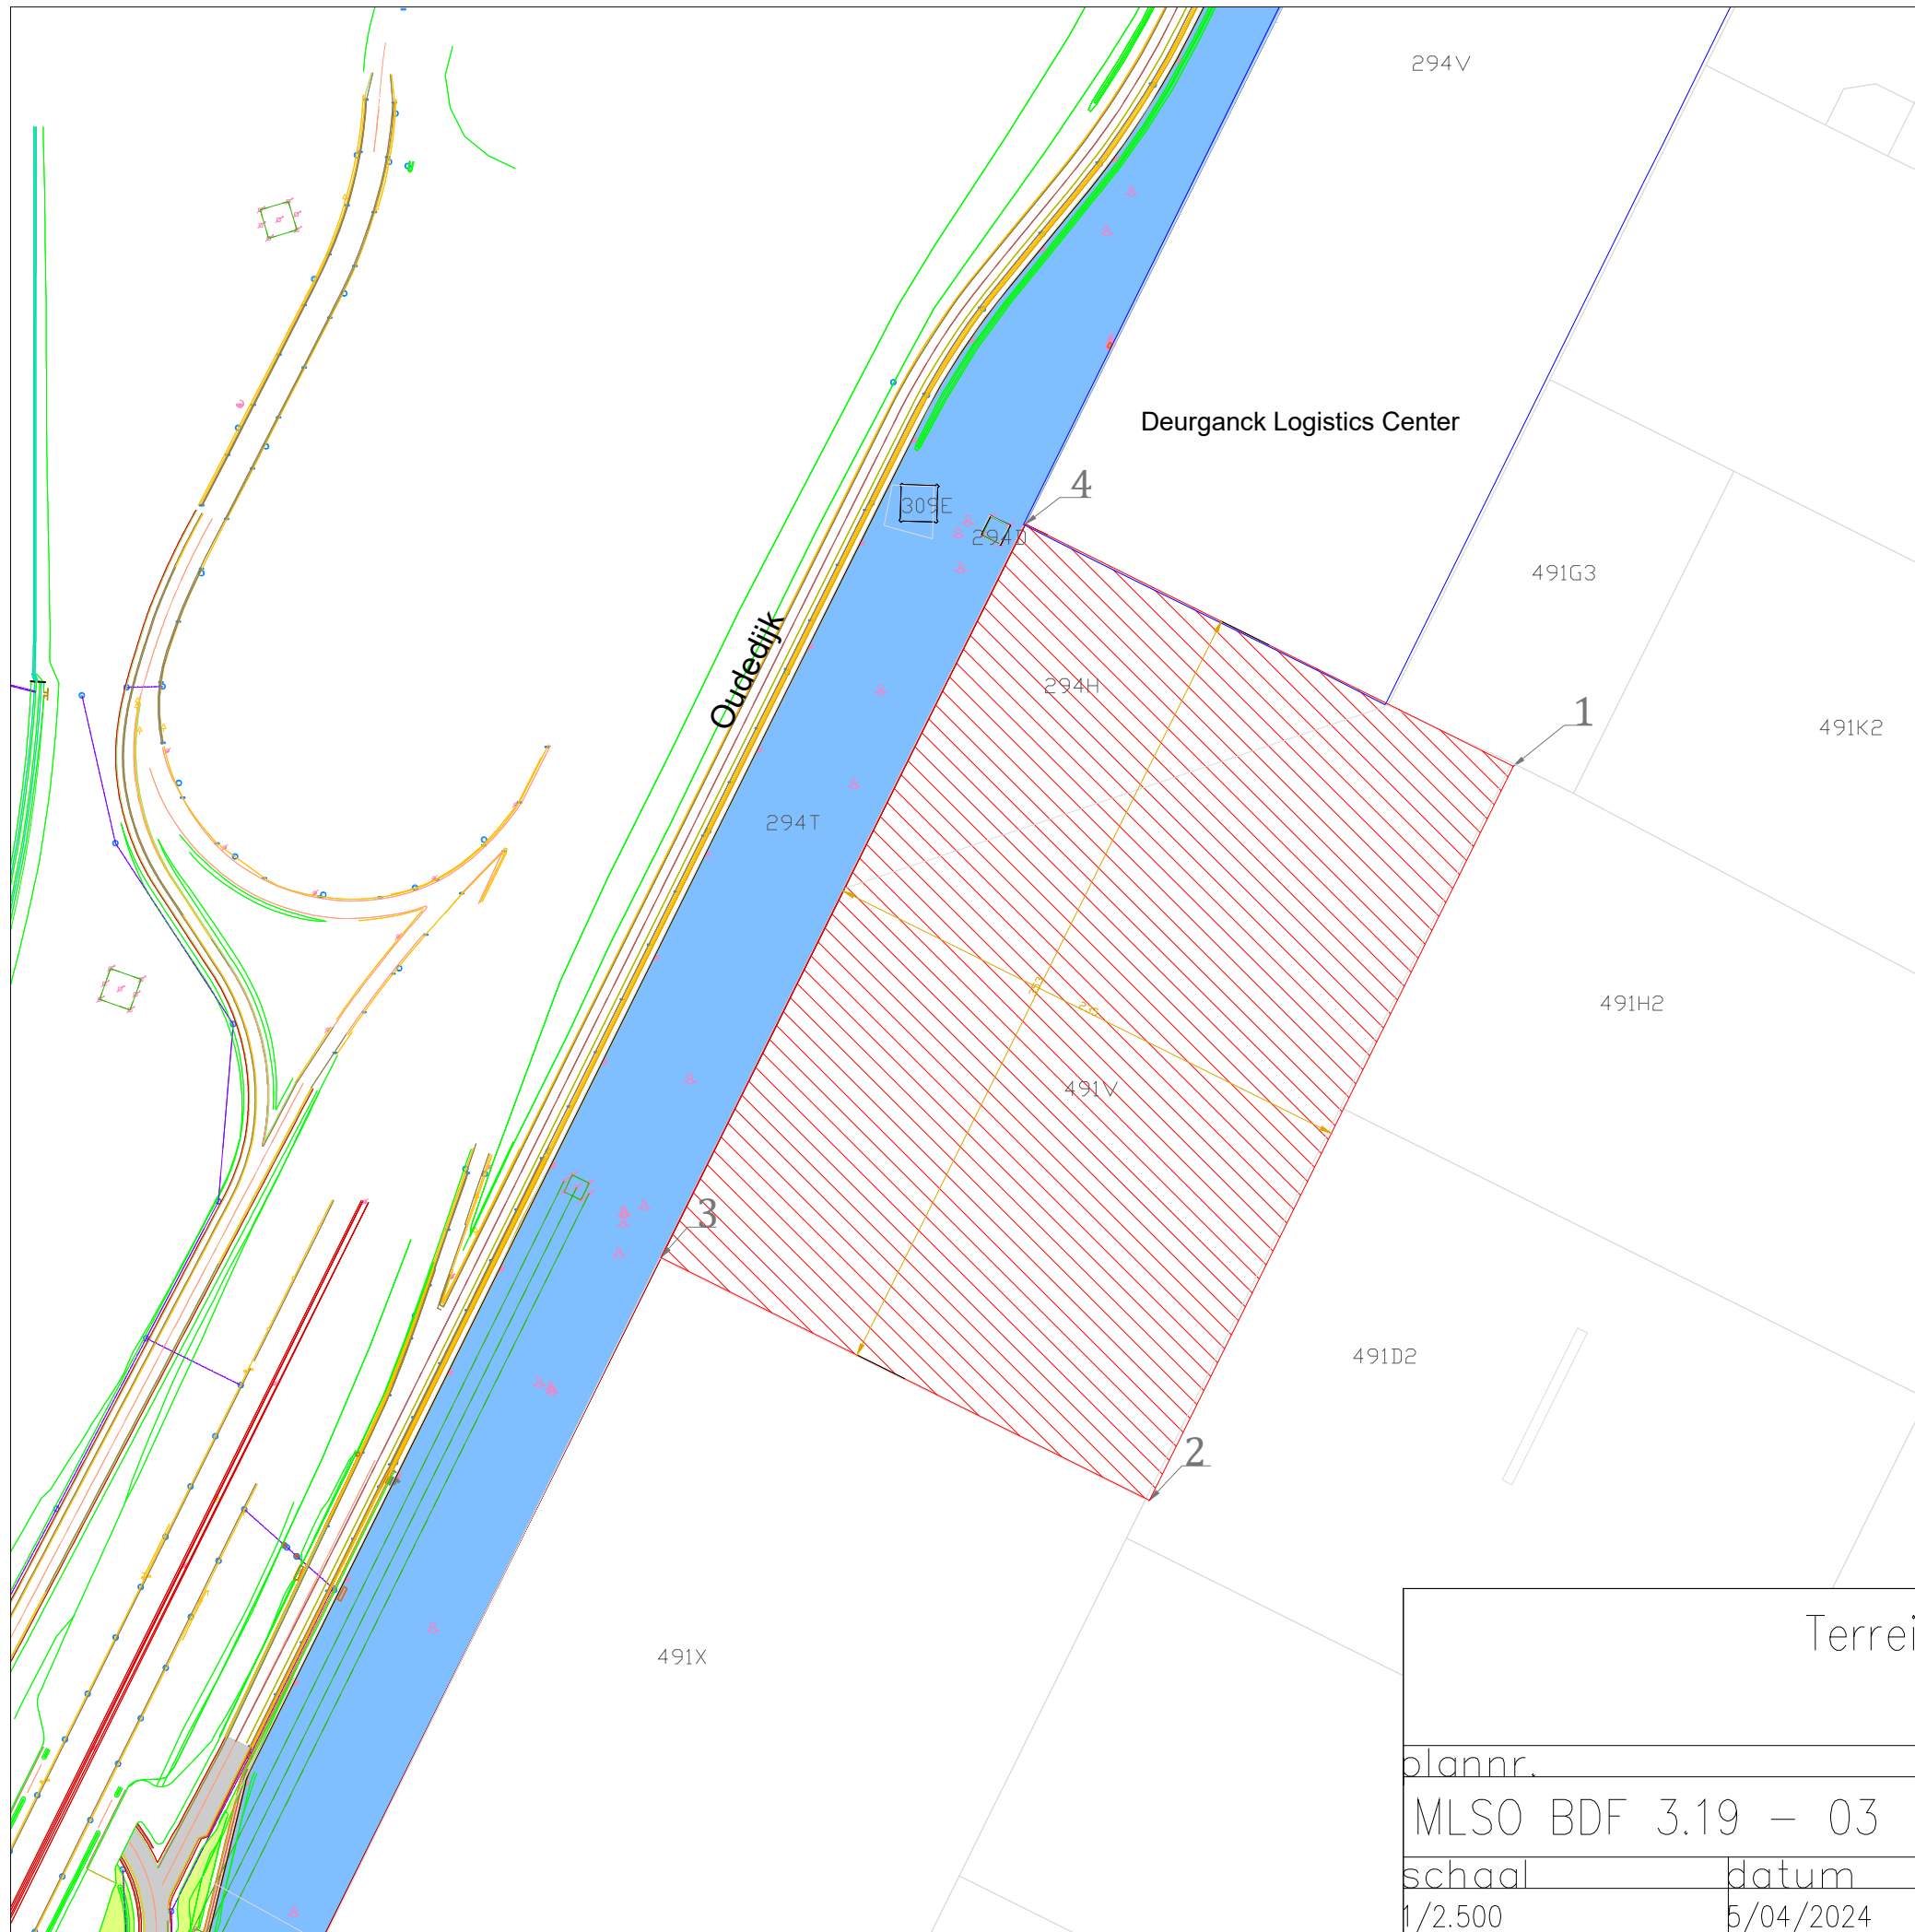 294V
Deurganck Logistics Center
4
309E
294D
491G3
Oudedijk
294H
1
491K2
294T
491H2
491V
3
491D2
2
491X
Terrei
plannr.
MLSO BDF 3.19 - 03
schaal
datum
1/2.500
5/04/2024